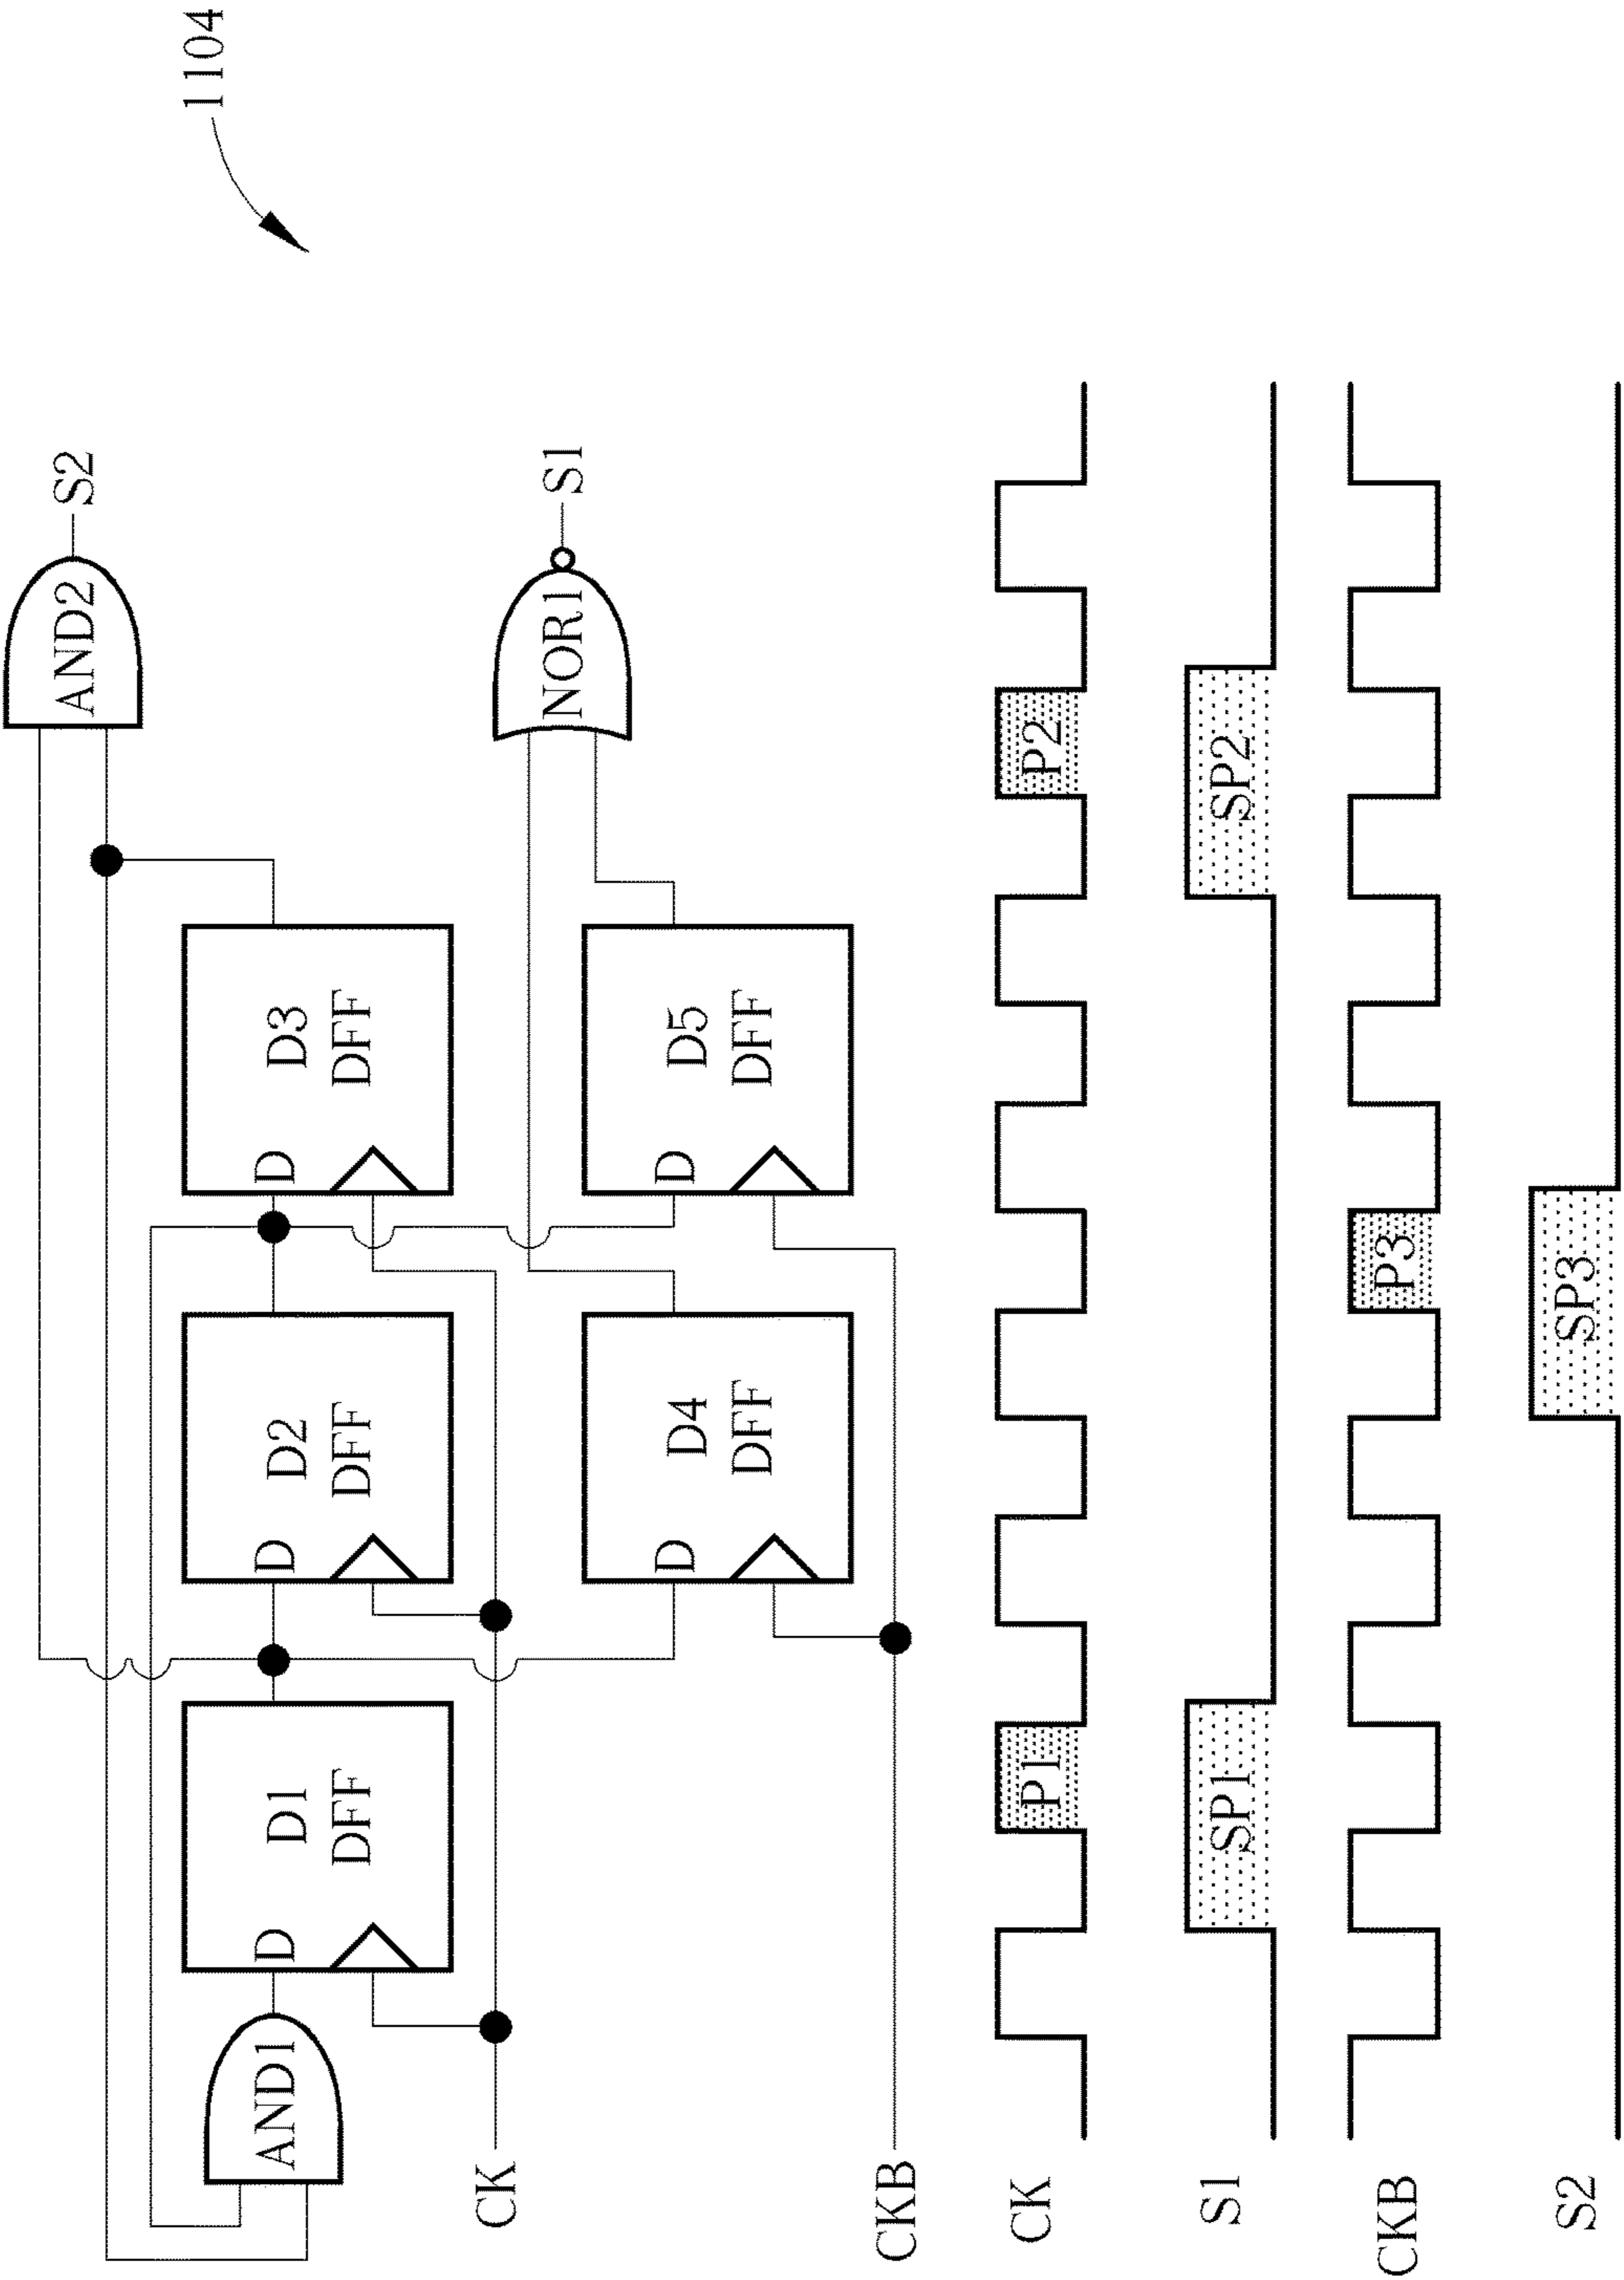 1104
AND2
S2
D3
DFF
D
D2
DFF
D
D1
DFF
D
AND1
NOR1
S1
D5
DFF
D
D4
DFF
D
CK
CKB
CK
P1
P2
S1
SP1
SP2
CKB
P3
S2
SP3